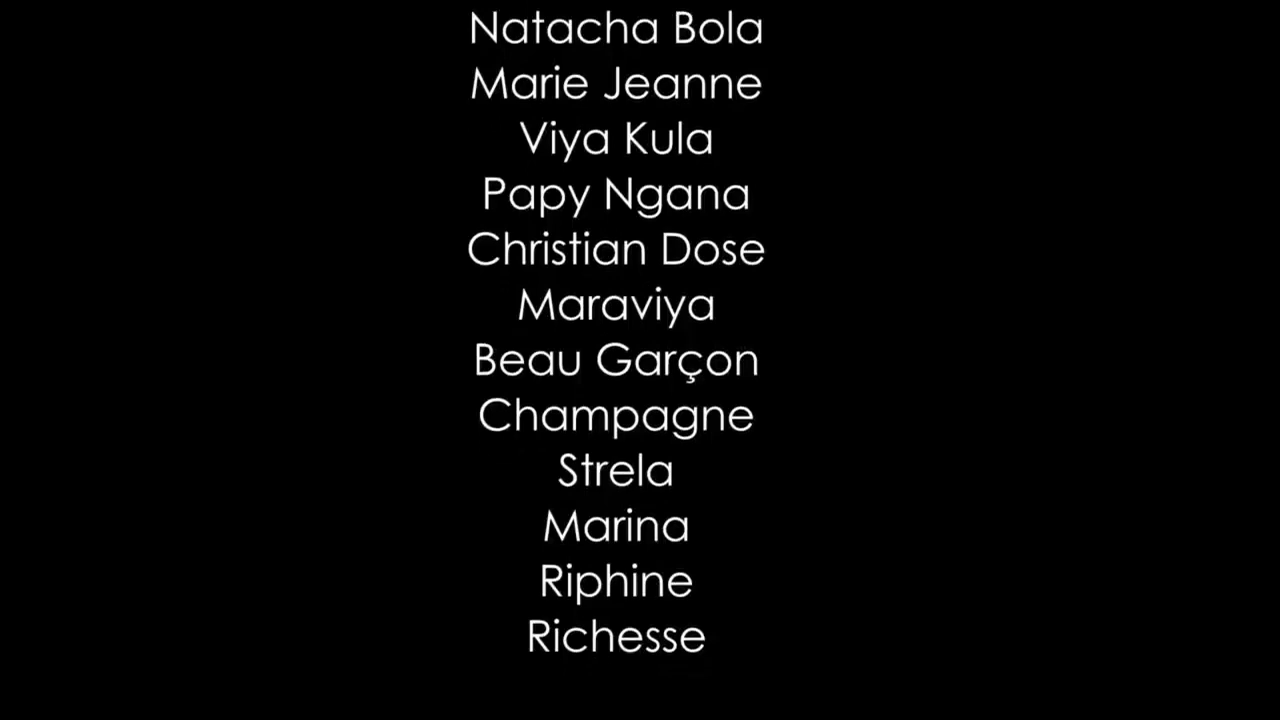 Natacha Bola
Marie Jeanne
Viya Kula
Papy Ngana
Christian Dose
Maraviya
Beau Garçon
Champagne
Strela
Marina
Riphine
Richesse